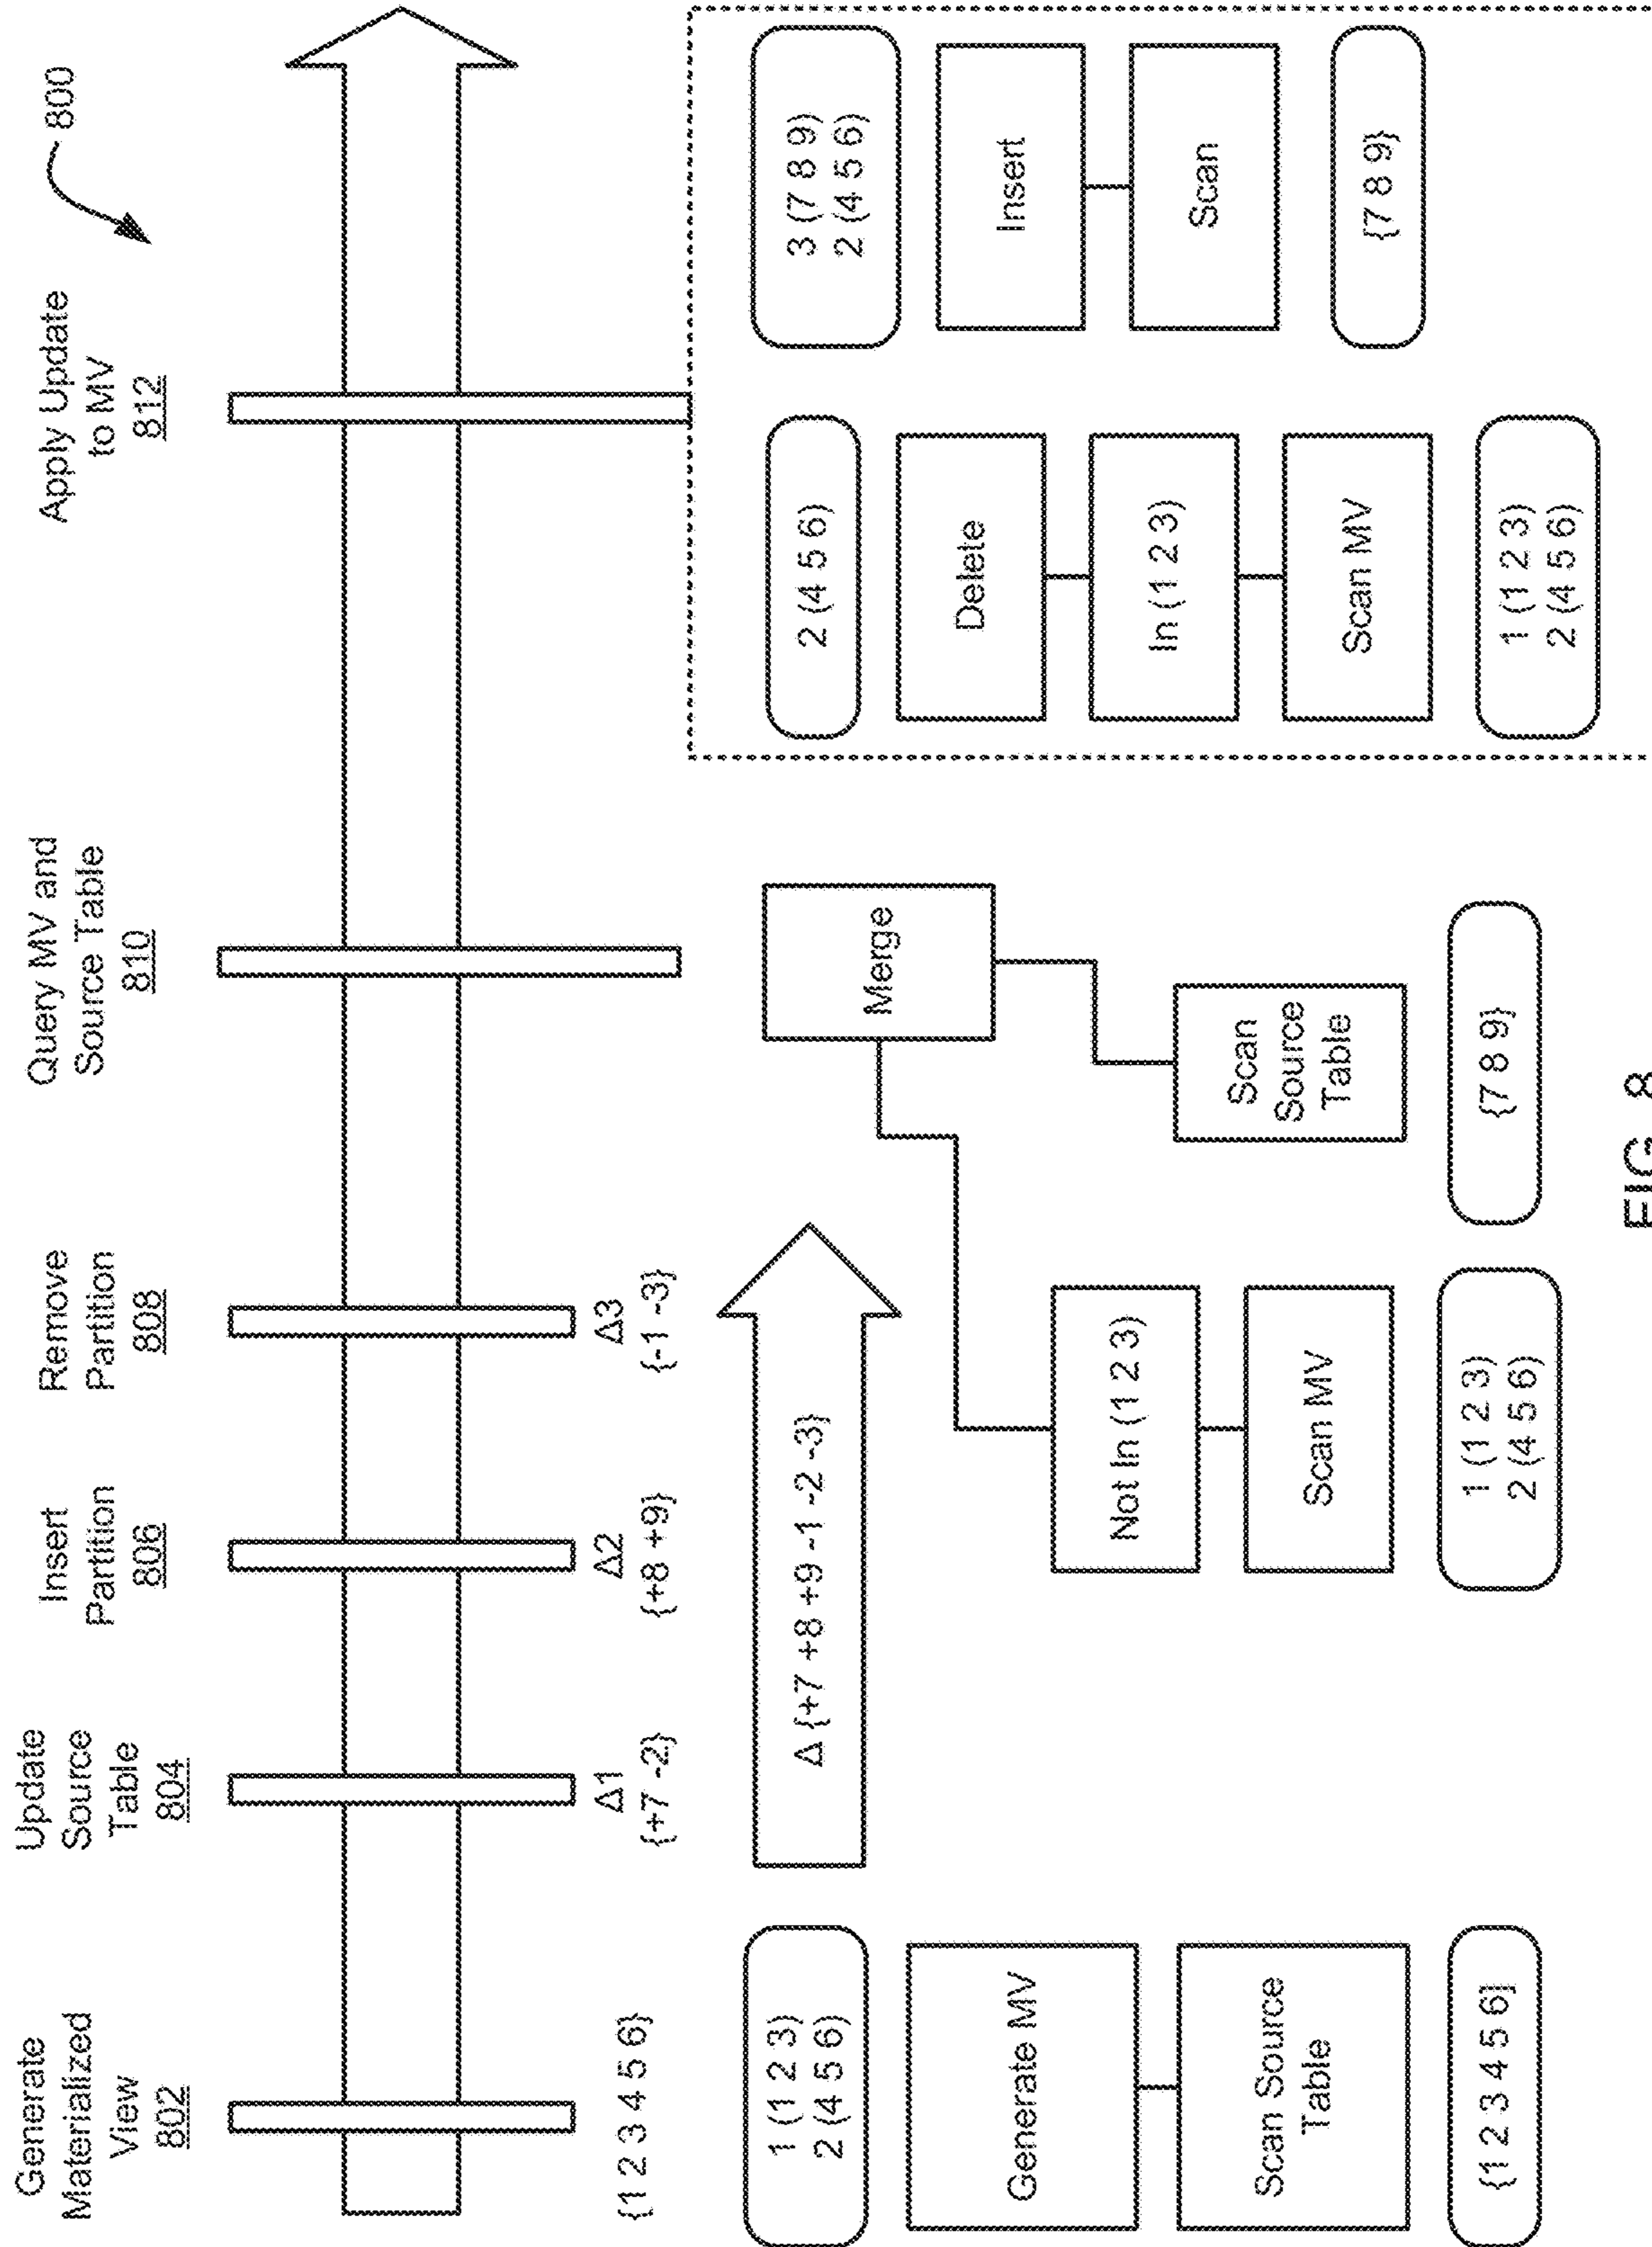 800
Generate
Materialized
View
802
Update
Source
Table
804
Insert
Partition
806
Remove
Partition
808
Query MV and
Source Table
810
Apply Update
to MV
812
{1 2 3 4 5 6}
Δ1
{+7 -2}
Δ2
{+8 +9}
Δ3
{-1 -3}
Δ {+7 +8 +9 -1 -2 -3}
1 (1 2 3)
2 (4 5 6)
Generate MV
Scan Source
Table
{1 2 3 4 5 6]
Merge
Not In (1 2 3)
Scan MV
1 (1 2 3)
2 (4 5 6)
Scan
Source
Table
{7 8 9}
2 (4 5 6)
Delete
In (1 2 3)
Scan MV
1 (1 2 3)
2 (4 5 6)
3 (7 8 9)
2 (4 5 6)
Insert
Scan
{7 8 9}
FIG. 8